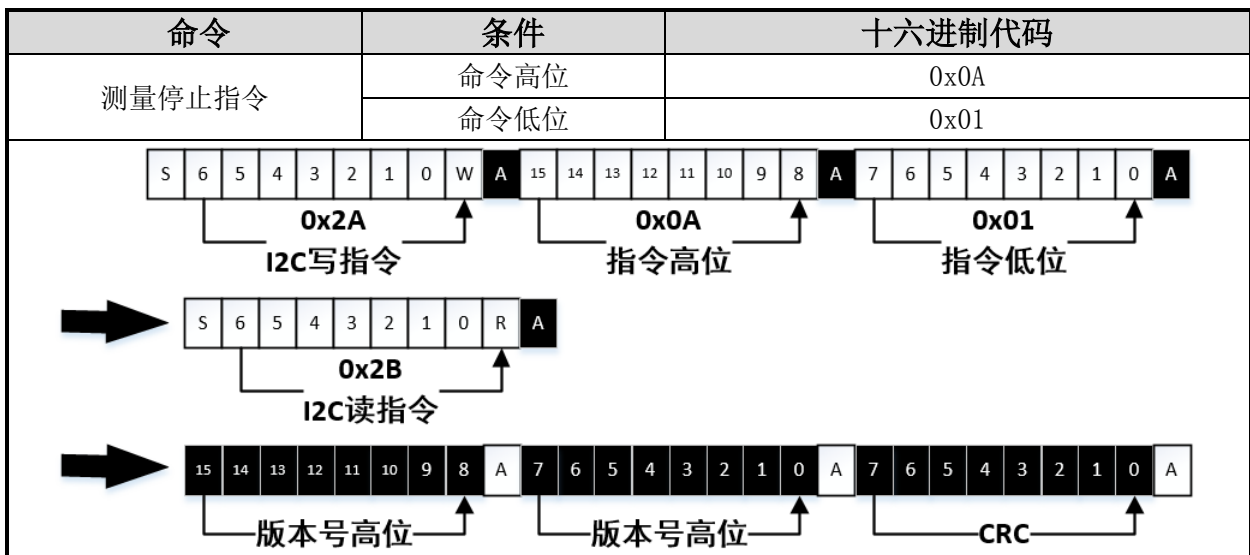 命令 条件 十六进制代码
测量停止指令 命令高位 0x0A
命令低位 0x01
S 6 5 4 3 2 1 0 W A 15 14 13 12 11 10 9 8 A 7 6 5 4 3 2 1 0 A
0x2A 0x0A 0x01
I2C写指令 指令高位 指令低位
S 6 5 4 3 2 1 0 R A
0x2B
I2C读指令
15 14 13 12 11 10 9 8 A 7 6 5 4 3 2 1 0 A 7 6 5 4 3 2 1 0 A
版本号高位 版本号高位 CRC